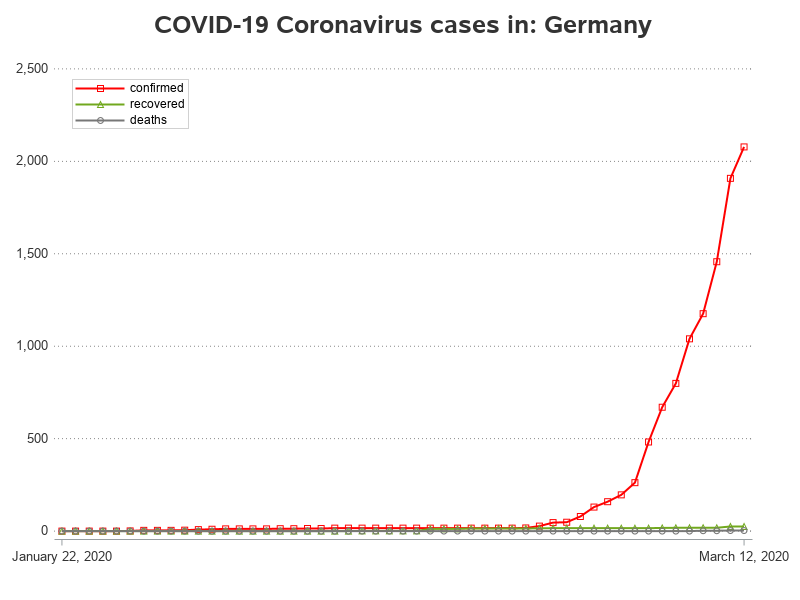 COVID-19 Coronavirus cases in: Germany
2,500
confirmed
recovered
deaths
2,000
1,500
1,000
500
0
January 22, 2020
March 12, 2020